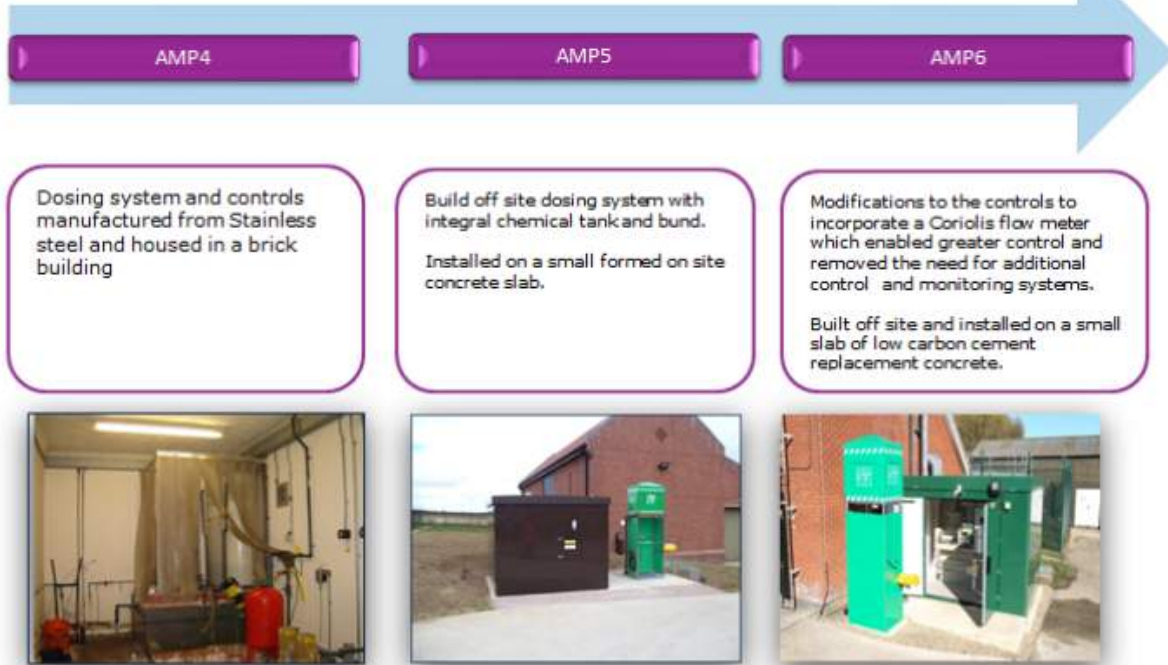 AMP4
AMP5
AMP6
Dosing system and controls
manufactured from Stainless
steel and housed in a brick
building
Build off site dosing system with
integral chemical tank and bund.
Installed on a small formed on site
concrete slab.
Modifications to the controls to
incorporate a Coriolis flow meter
which enabled greater control and
removed the need for additional
control and monitoring systems.
Built off site and installed on a small
slab of low carbon cement
replacement concrete.